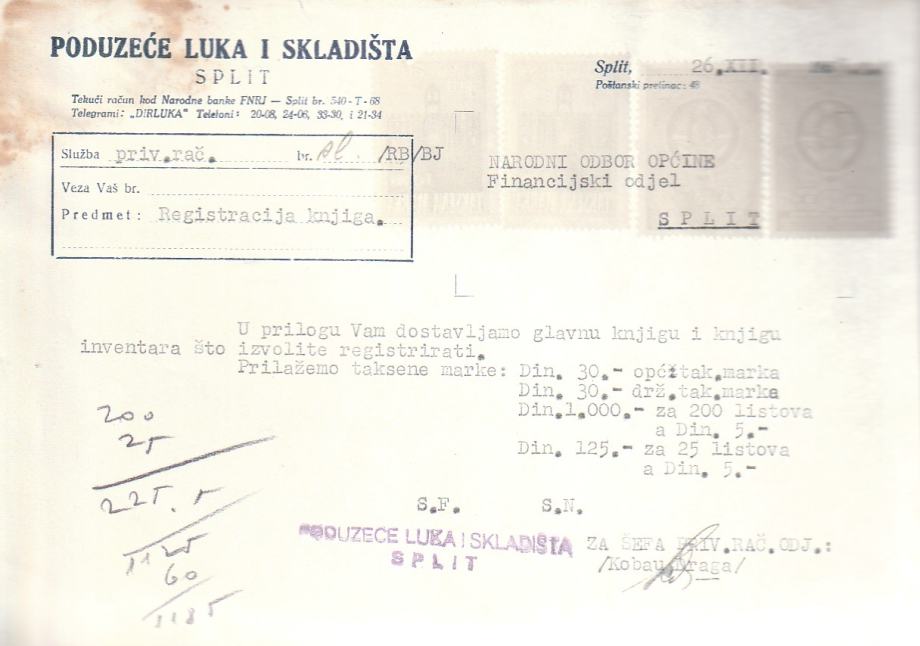 PODUZEĆE LUKA I SKLADIŠTA
SPLIT
Tekući račun kod Narodne banke FNRJ — Split br. 540-T-68
Telegrami: „DIRLUKA" Teleloni: 20-08, 24-06, 33-30, i 21-34
Split, 26.XII.
Poštanski pretinac: 48
Služba priv.rač. br. /RB/BJ
Veza Vaš br.
Predmet: Registracija knjiga.
NARODNI ODBOR OPĆINE
Financijski odjel
SPLIT
U prilogu Vam dostavljamo glavnu knjigu i knjigu
inventara što izvolite registrirati.
Prilažemo taksene marke: Din. 30.- opć.tak.marka
Din. 30.- drž.tak.marka
Din.1.000.- za 200 listova
a Din. 5.-
Din. 125.- za 25 listova
a Din. 5.-
S.F. S.N.
200
25
225 . 5
1125
60
1185
PODUZEĆE LUKA I SKLADIŠTA
SPLIT
ZA ŠEFA PRIV.RAČ.ODJ.:
/Kobau Draga/